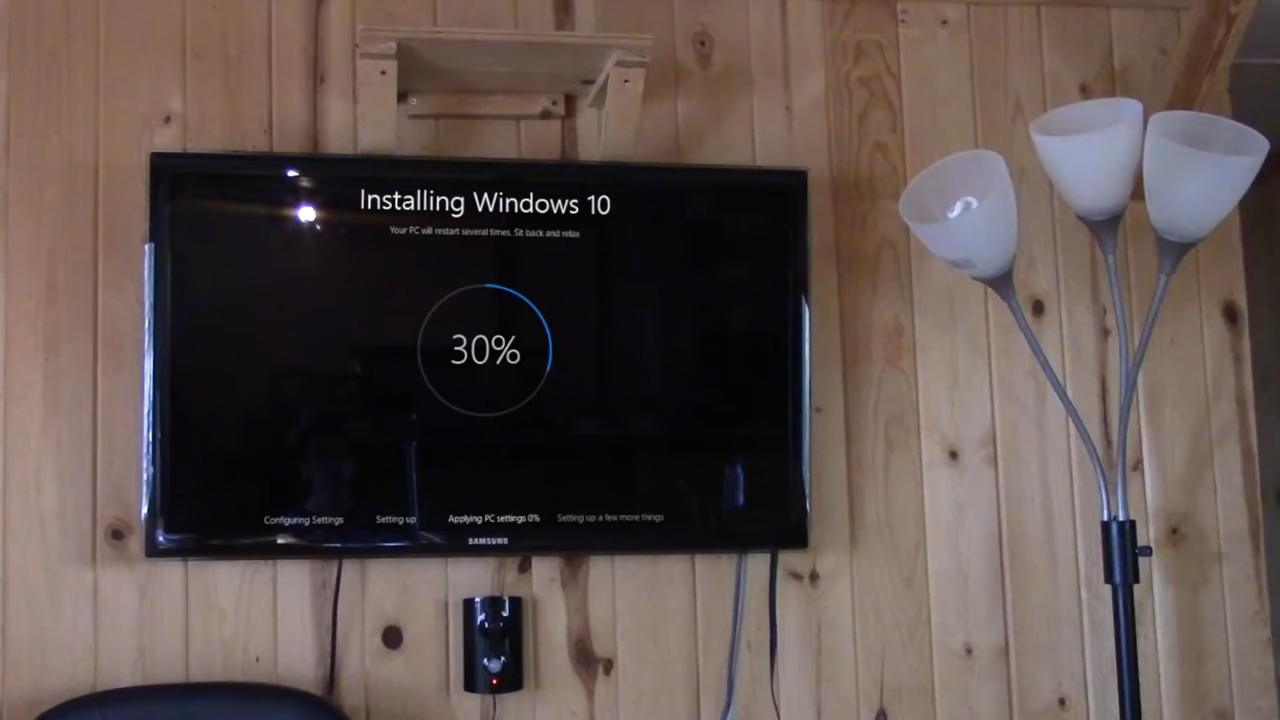 Installing Windows 10
Your PC will restart several times. Sit back and relax
30%
Configuring Settings Setting up Applying PC settings 0% Setting up a few more things
SAMSUNG